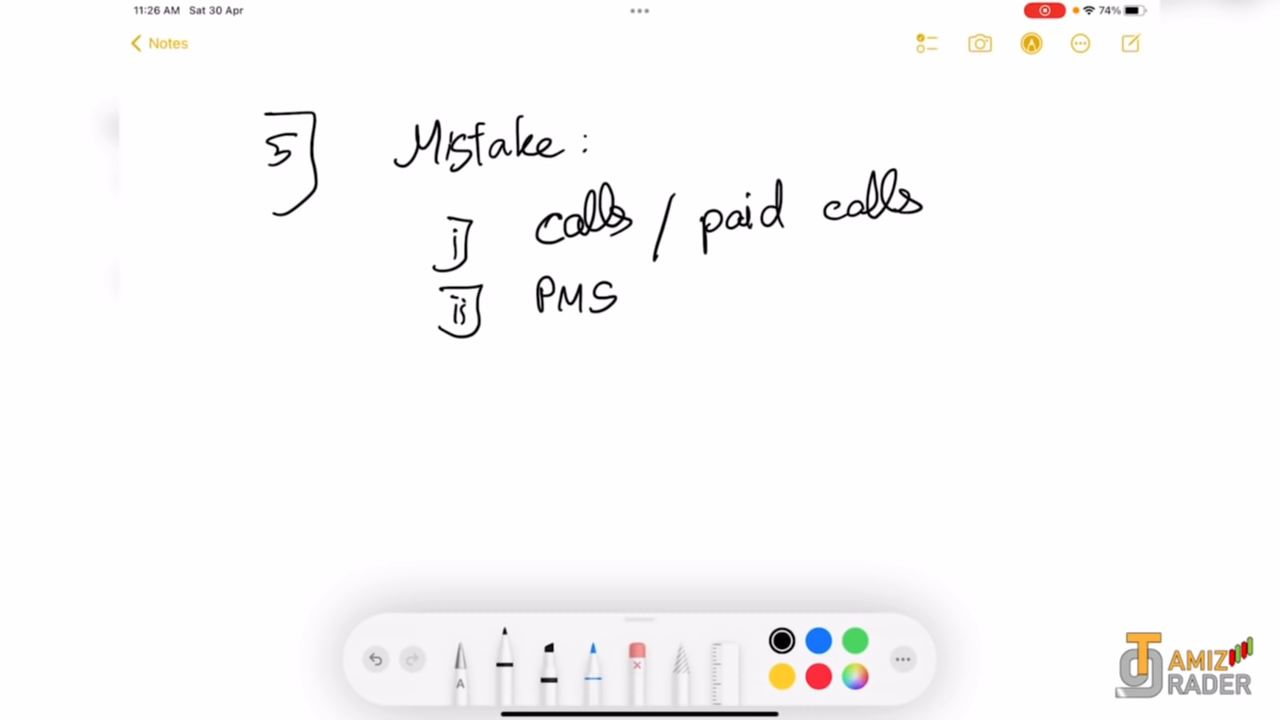 11:26 AM Sat 30 Apr
74%
Notes
5] Mistake :
i] calls / paid calls
ii] PMS
A
TAMIZ
TRADER